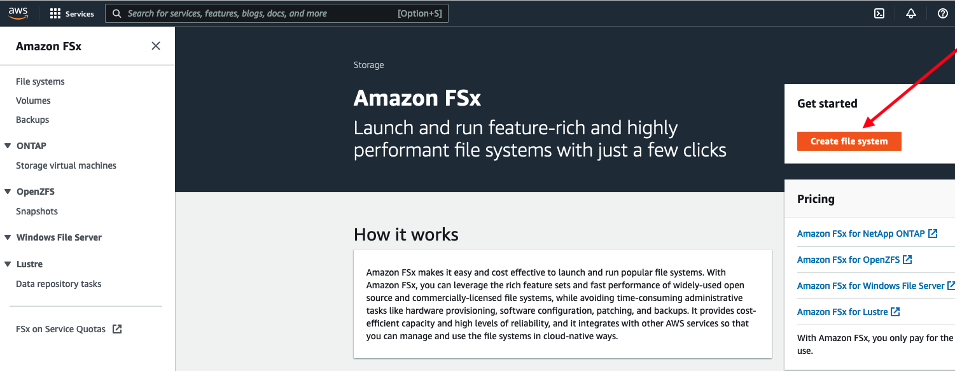 aws
Services
Search for services, features, blogs, docs, and more
[Option+S]
Amazon FSx
File systems
Volumes
Backups
ONTAP
Storage virtual machines
OpenZFS
Snapshots
Windows File Server
Lustre
Data repository tasks
FSx on Service Quotas
Storage
Amazon FSx
Launch and run feature-rich and highly
performant file systems with just a few clicks
Get started
Create file system
Pricing
Amazon FSx for NetApp ONTAP
Amazon FSx for OpenZFS
Amazon FSx for Windows File Server
Amazon FSx for Lustre
With Amazon FSx, you only pay for the
use.
How it works
Amazon FSx makes it easy and cost effective to launch and run popular file systems. With
Amazon FSx, you can leverage the rich feature sets and fast performance of widely-used open
source and commercially-licensed file systems, while avoiding time-consuming administrative
tasks like hardware provisioning, software configuration, patching, and backups. It provides cost-
efficient capacity and high levels of reliability, and it integrates with other AWS services so that
you can manage and use the file systems in cloud-native ways.